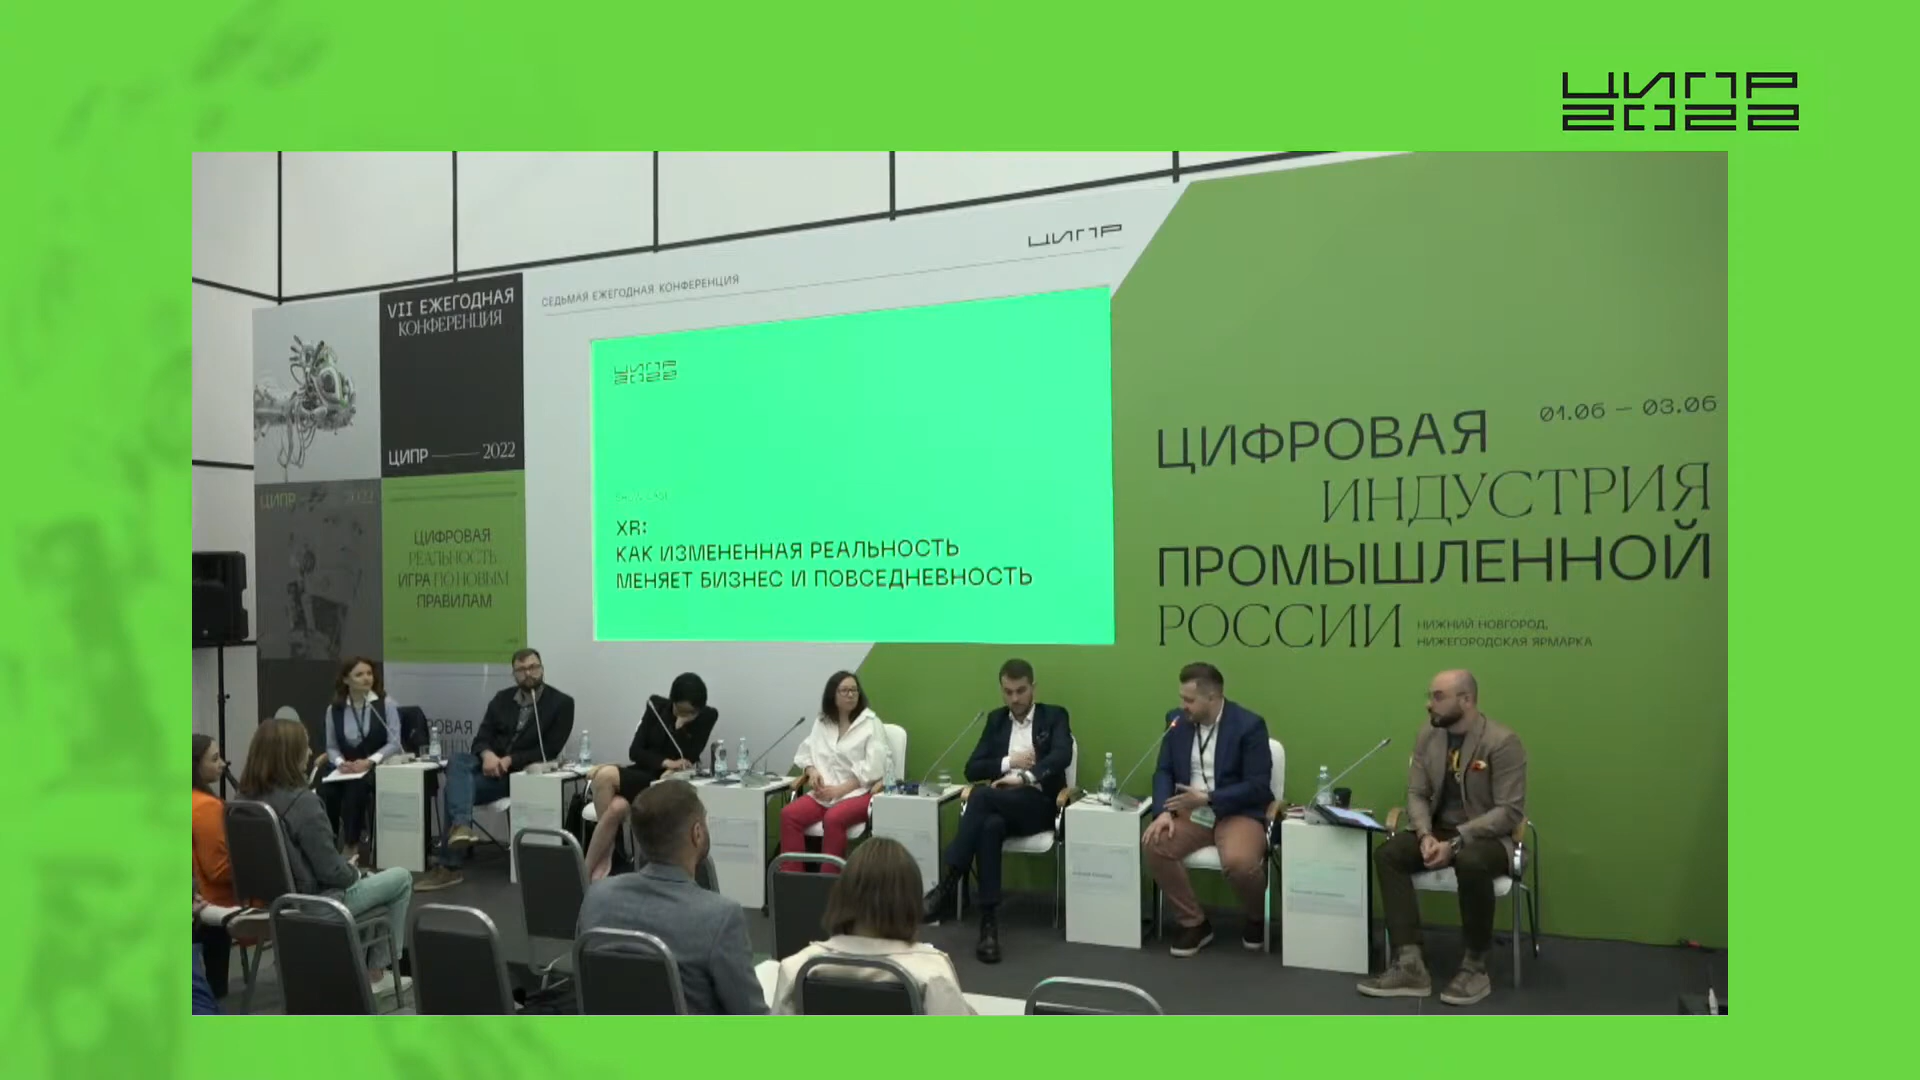 ЦИПР
2022
СЕДЬМАЯ ЕЖЕГОДНАЯ КОНФЕРЕНЦИЯ
ЦИПР
VII ЕЖЕГОДНАЯ
КОНФЕРЕНЦИЯ
ЦИПР — 2022
ЦИПР — 2022
ЦИФРОВАЯ
РЕАЛЬНОСТЬ
ИГРА ПО НОВЫМ
ПРАВИЛАМ
ЦИПР
2022
XR:
КАК ИЗМЕНЕННАЯ РЕАЛЬНОСТЬ
МЕНЯЕТ БИЗНЕС И ПОВСЕДНЕВНОСТЬ
01.06 — 03.06
ЦИФРОВАЯ
ИНДУСТРИЯ
ПРОМЫШЛЕННОЙ
РОССИИ
НИЖНИЙ НОВГОРОД,
НИЖЕГОРОДСКАЯ ЯРМАРКА